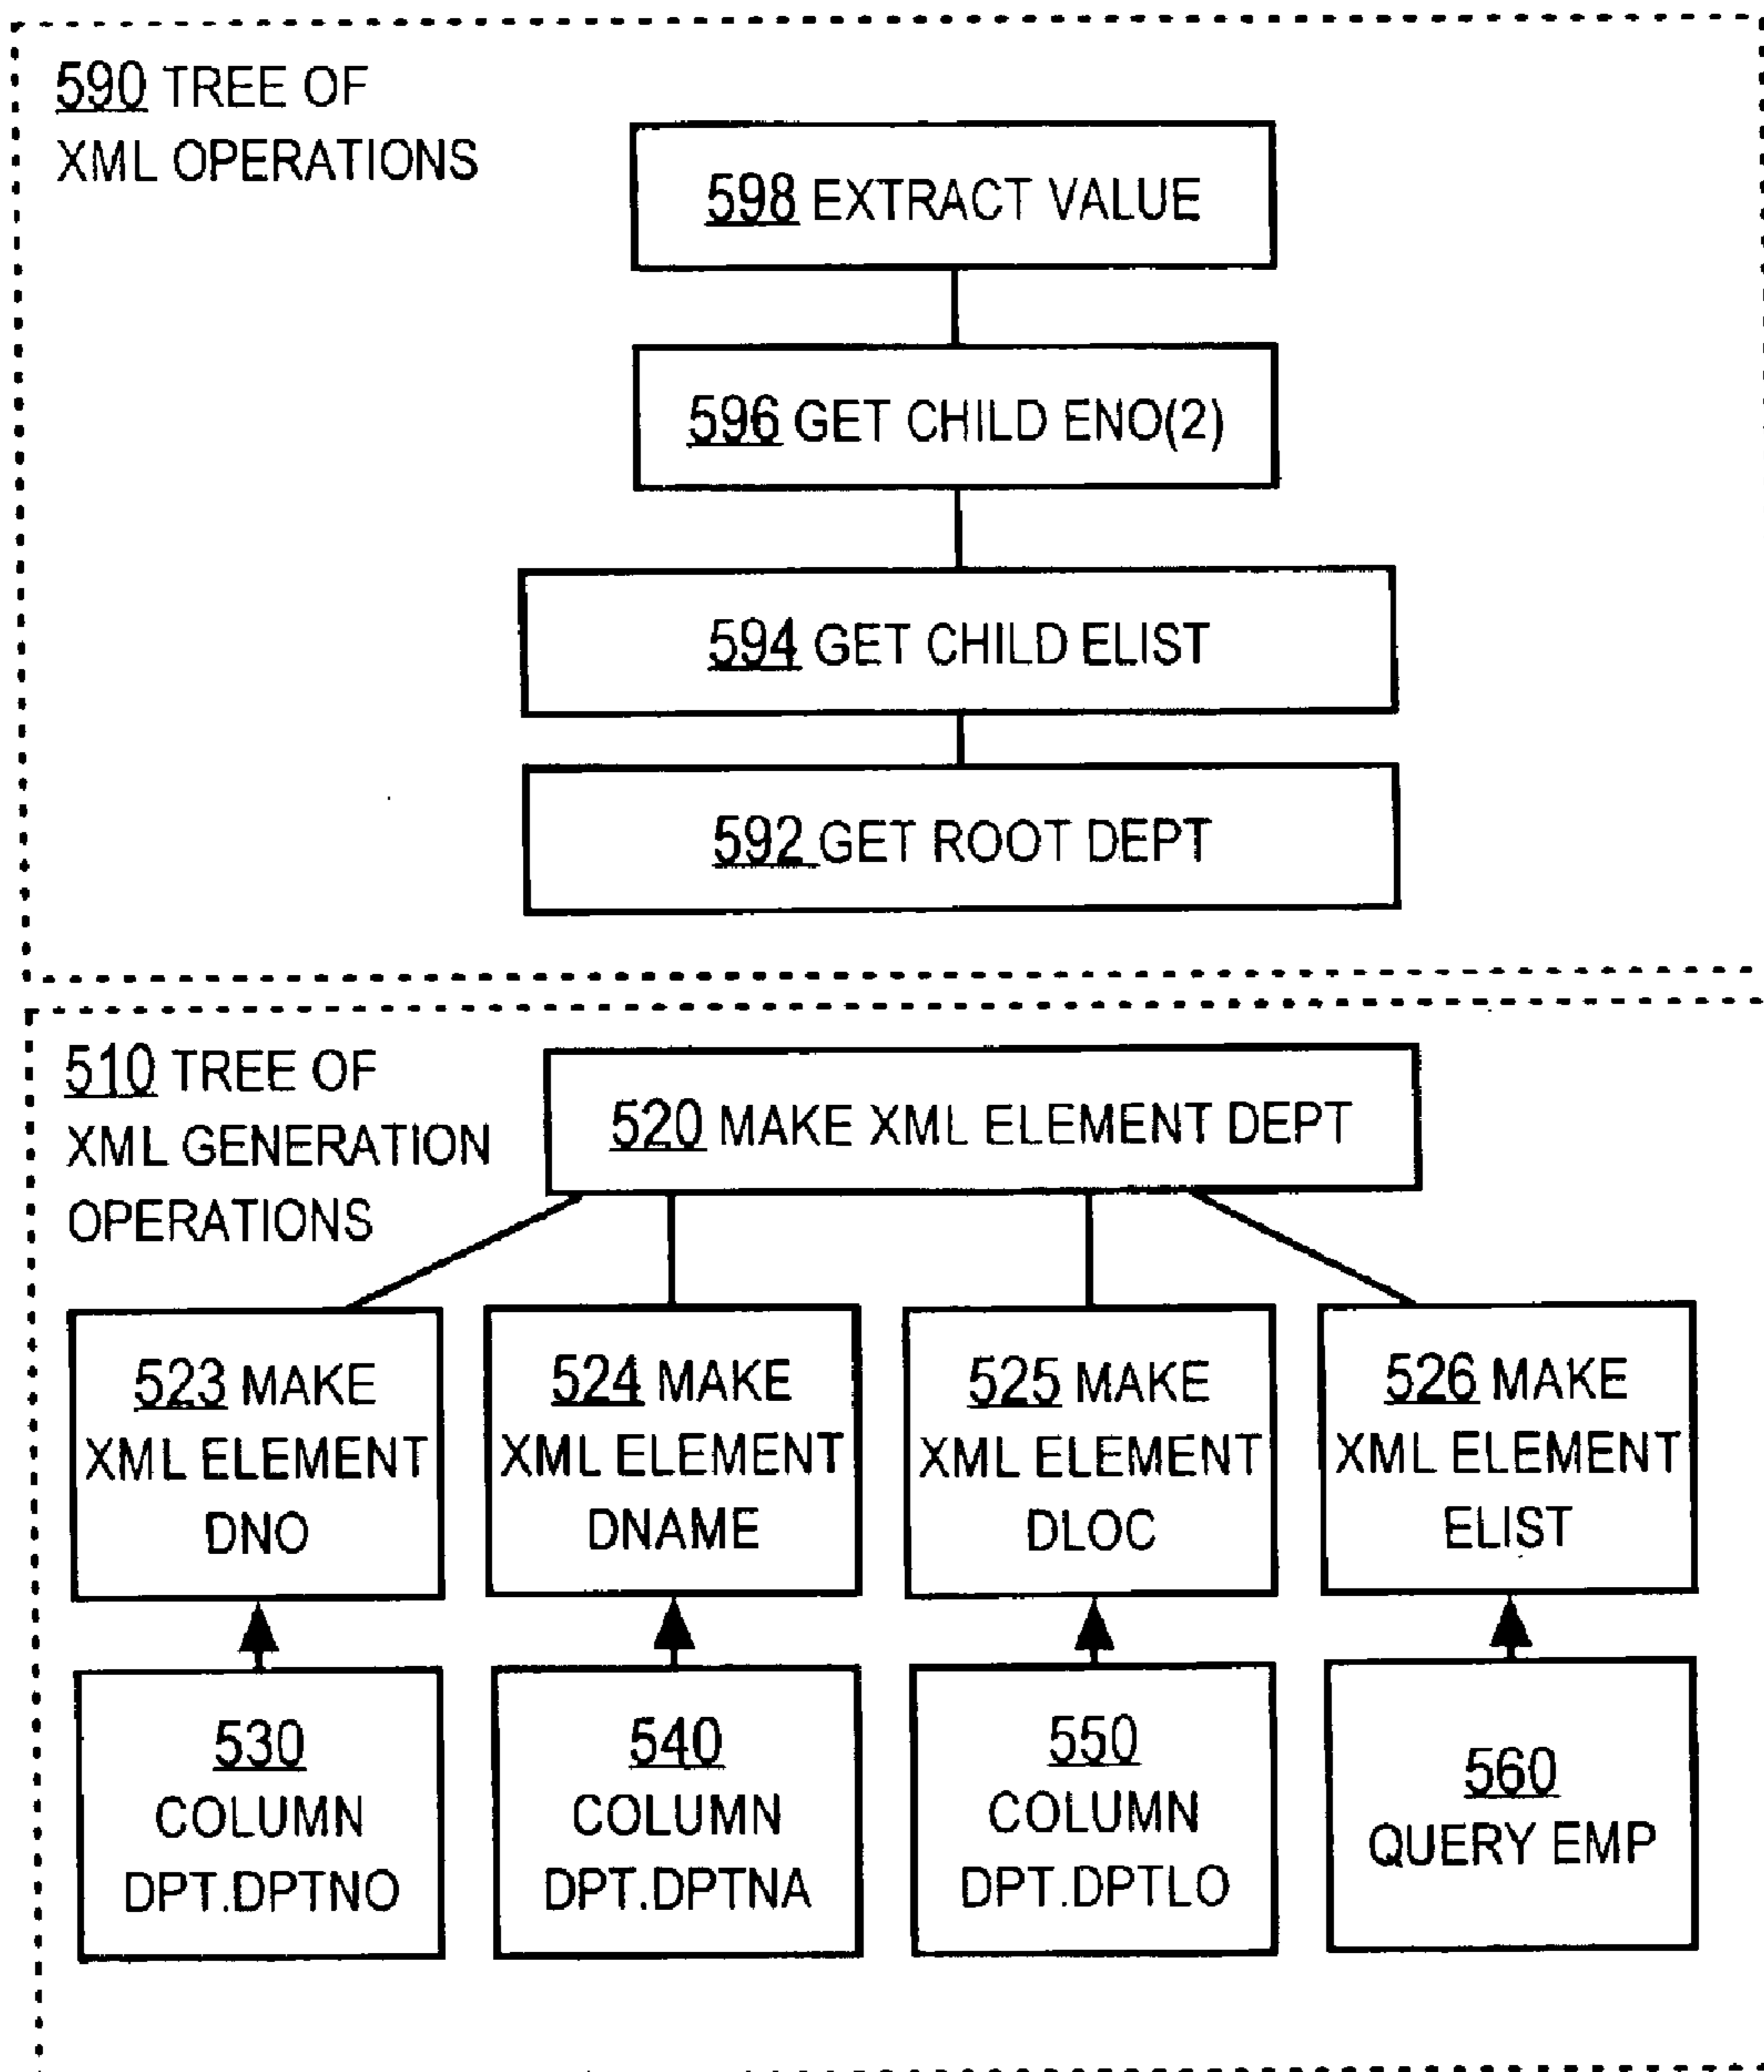 590 TREE OF
XML OPERATIONS
598 EXTRACT VALUE
596 GET CHILD ENO(2)
594 GET CHILD ELIST
592 GET ROOT DEPT
510 TREE OF
XML GENERATION
OPERATIONS
520 MAKE XML ELEMENT DEPT
523 MAKE
XML ELEMENT
DNO
524 MAKE
XML ELEMENT
DNAME
525 MAKE
XML ELEMENT
DLOC
526 MAKE
XML ELEMENT
ELIST
530
COLUMN
DPT.DPTNO
540
COLUMN
DPT.DPTNA
550
COLUMN
DPT.DPTLO
560
QUERY EMP